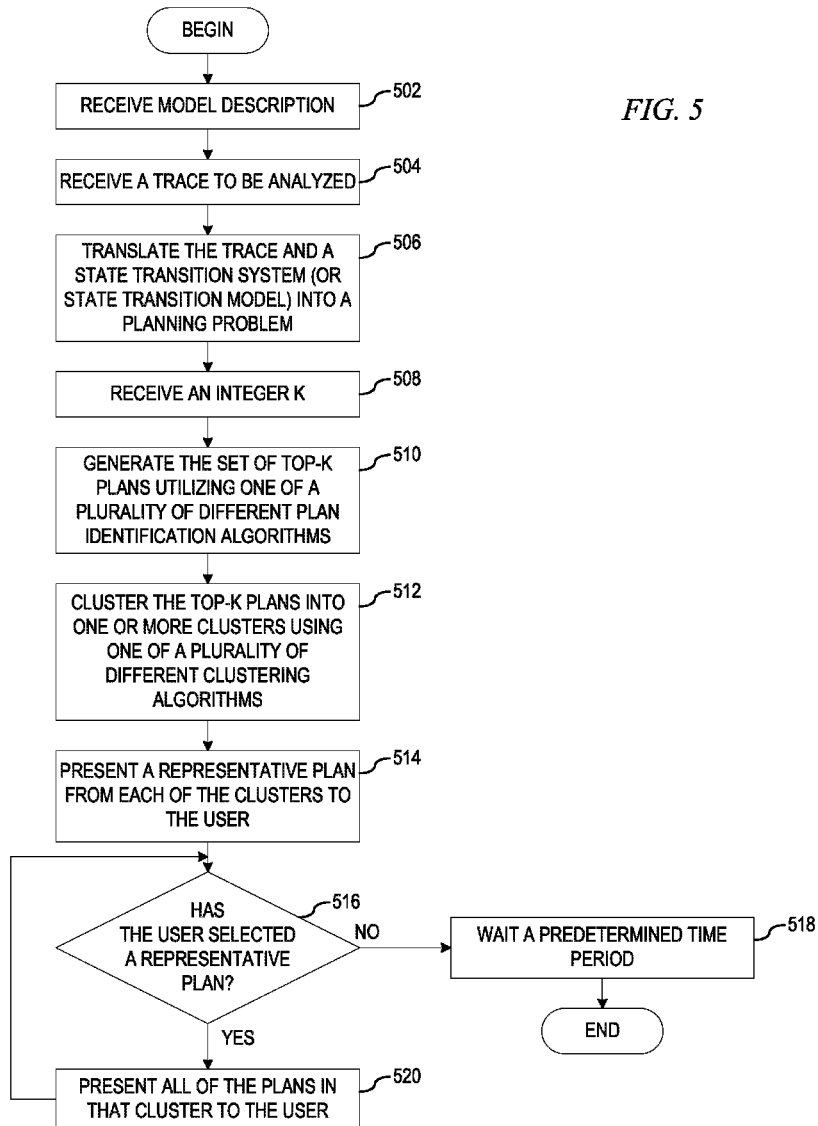 BEGIN
RECEIVE MODEL DESCRIPTION
502
FIG. 5
RECEIVE A TRACE TO BE ANALYZED
504
TRANSLATE THE TRACE AND A
STATE TRANSITION SYSTEM (OR
STATE TRANSITION MODEL) INTO A
PLANNING PROBLEM
506
RECEIVE AN INTEGER K
508
GENERATE THE SET OF TOP-K
PLANS UTILIZING ONE OF A
PLURALITY OF DIFFERENT PLAN
IDENTIFICATION ALGORITHMS
510
CLUSTER THE TOP-K PLANS INTO
ONE OR MORE CLUSTERS USING
ONE OF A PLURALITY OF
DIFFERENT CLUSTERING
ALGORITHMS
512
PRESENT A REPRESENTATIVE PLAN
FROM EACH OF THE CLUSTERS TO
THE USER
514
HAS
THE USER SELECTED
A REPRESENTATIVE
PLAN?
516
NO
WAIT A PREDETERMINED TIME
PERIOD
518
END
YES
PRESENT ALL OF THE PLANS IN
THAT CLUSTER TO THE USER
520